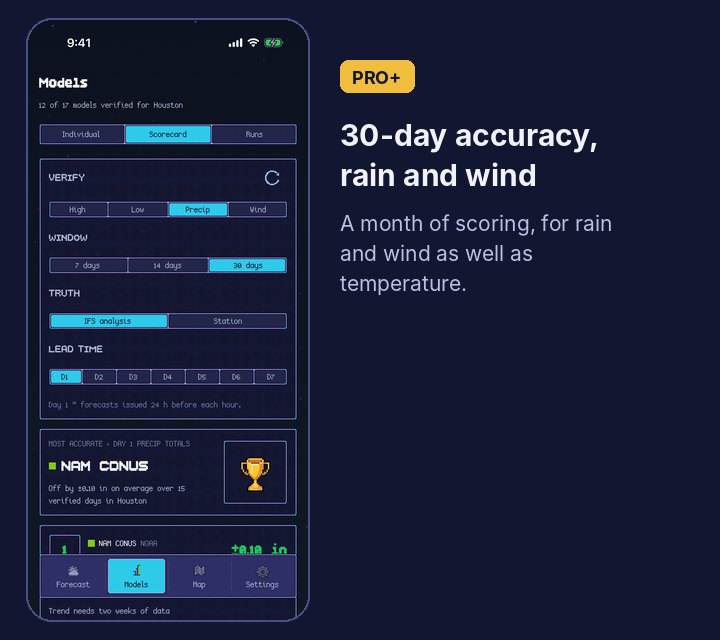 9:41
Models
12 of 17 models verified for Houston
Individual Scorecard Runs
VERIFY
High Low Precip Wind
WINDOW
7 days 14 days 30 days
TRUTH
IFS analysis Station
LEAD TIME
D1 D2 D3 D4 D5 D6 D7
Day 1 = forecasts issued 24 h before each hour.
MOST ACCURATE · DAY 1 PRECIP TOTALS
NAM CONUS
Off by ±0.10 in on average over 15
verified days in Houston
1 NAM CONUS NOAA ±0.10 in
Forecast Models Map Settings
Trend needs two weeks of data
PRO+
30-day accuracy,
rain and wind
A month of scoring, for rain
and wind as well as
temperature.